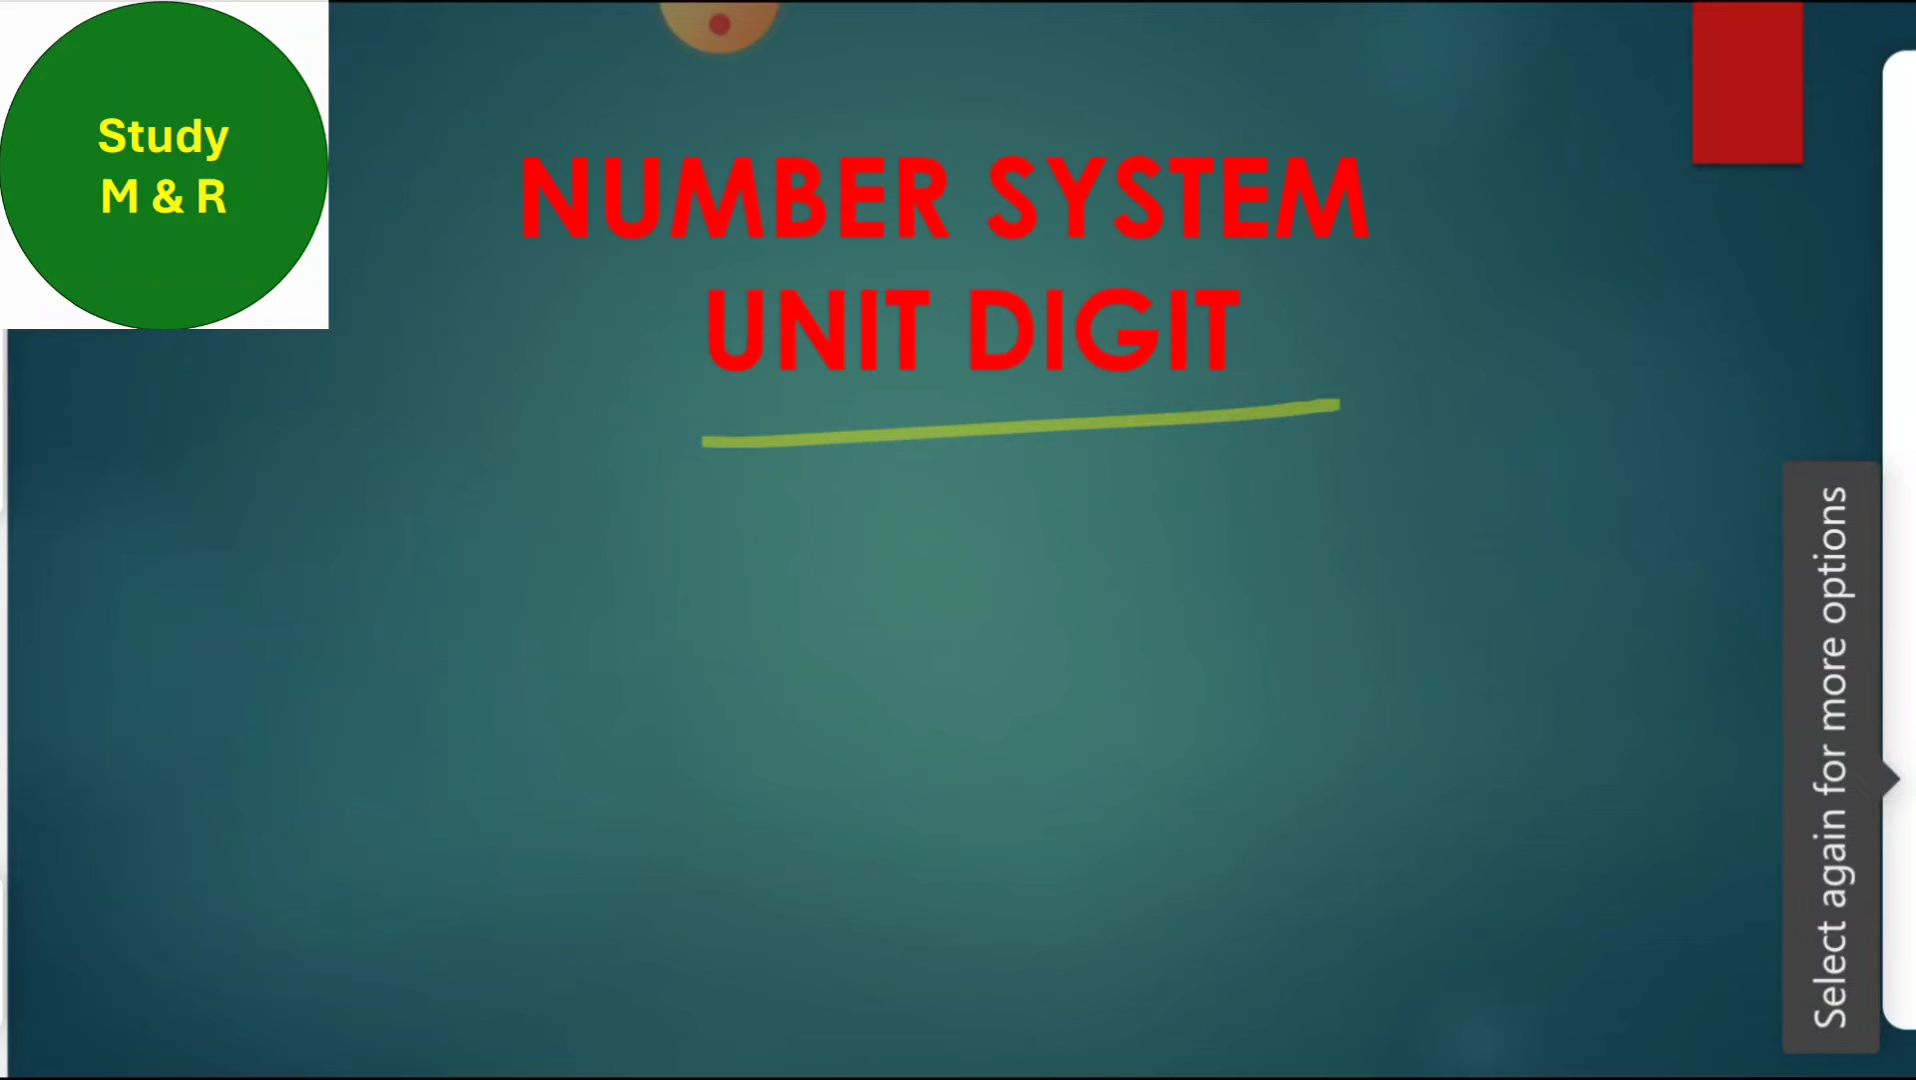 Study
M & R
NUMBER SYSTEM
UNIT DIGIT
Select again for more options